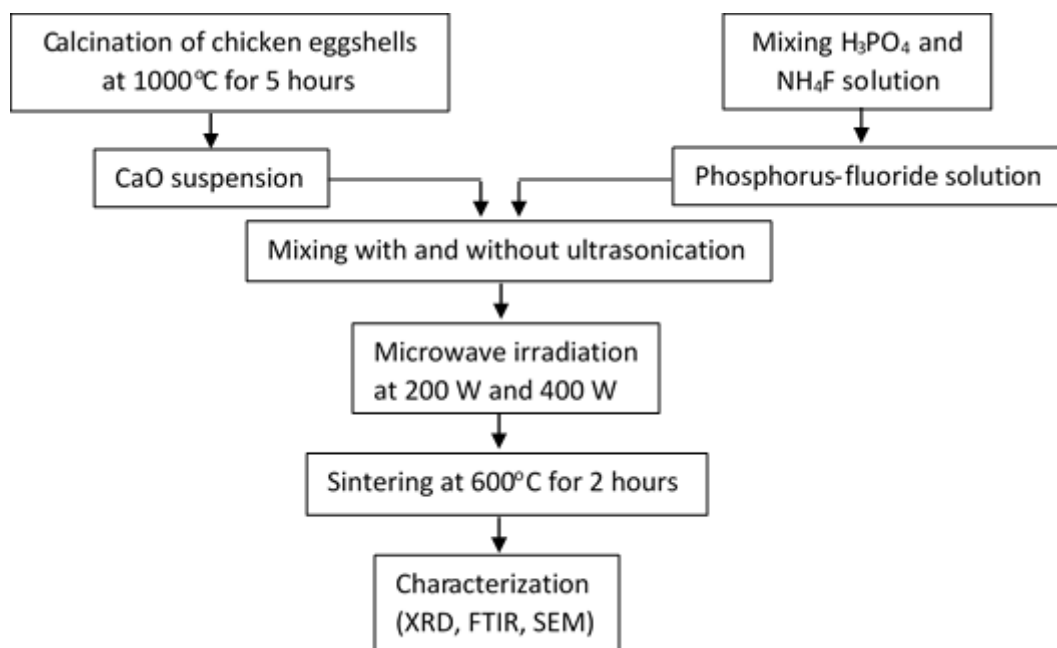 Calcination of chicken eggshells
at 1000°C for 5 hours
Mixing H₃PO₄ and
NH₄F solution
CaO suspension
Phosphorus-fluoride solution
Mixing with and without ultrasonication
Microwave irradiation
at 200 W and 400 W
Sintering at 600°C for 2 hours
Characterization
(XRD, FTIR, SEM)